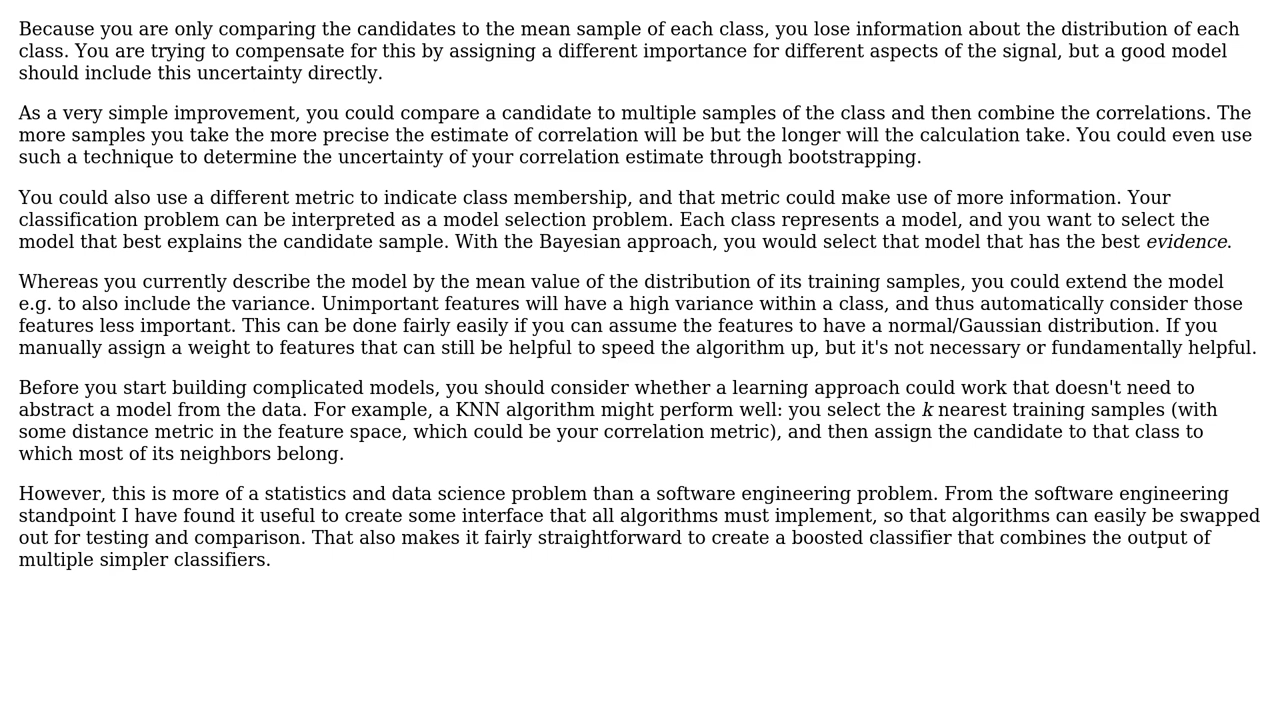 Because you are only comparing the candidates to the mean sample of each class, you lose information about the distribution of each
class. You are trying to compensate for this by assigning a different importance for different aspects of the signal, but a good model
should include this uncertainty directly.
As a very simple improvement, you could compare a candidate to multiple samples of the class and then combine the correlations. The
more samples you take the more precise the estimate of correlation will be but the longer will the calculation take. You could even use
such a technique to determine the uncertainty of your correlation estimate through bootstrapping.
You could also use a different metric to indicate class membership, and that metric could make use of more information. Your
classification problem can be interpreted as a model selection problem. Each class represents a model, and you want to select the
model that best explains the candidate sample. With the Bayesian approach, you would select that model that has the best evidence.
Whereas you currently describe the model by the mean value of the distribution of its training samples, you could extend the model
e.g. to also include the variance. Unimportant features will have a high variance within a class, and thus automatically consider those
features less important. This can be done fairly easily if you can assume the features to have a normal/Gaussian distribution. If you
manually assign a weight to features that can still be helpful to speed the algorithm up, but it's not necessary or fundamentally helpful.
Before you start building complicated models, you should consider whether a learning approach could work that doesn't need to
abstract a model from the data. For example, a KNN algorithm might perform well: you select the k nearest training samples (with
some distance metric in the feature space, which could be your correlation metric), and then assign the candidate to that class to
which most of its neighbors belong.
However, this is more of a statistics and data science problem than a software engineering problem. From the software engineering
standpoint I have found it useful to create some interface that all algorithms must implement, so that algorithms can easily be swapped
out for testing and comparison. That also makes it fairly straightforward to create a boosted classifier that combines the output of
multiple simpler classifiers.